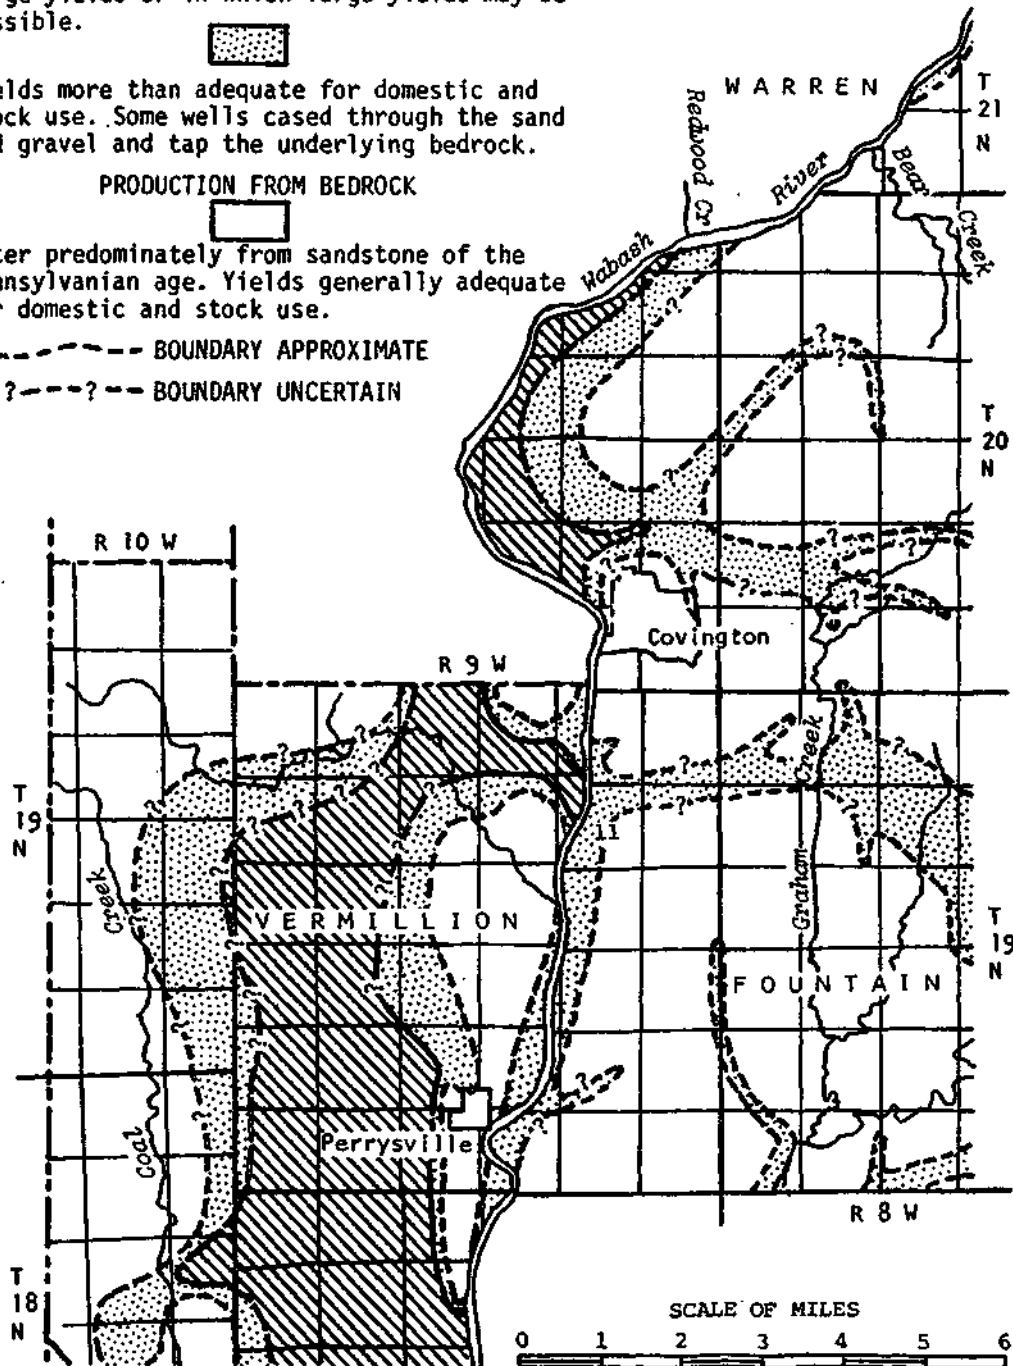 ssible.
elds more than adequate for domestic and
ock use. Some wells cased through the sand
d gravel and tap the underlying bedrock.
PRODUCTION FROM BEDROCK
ter predominately from sandstone of the
nnsylvanian age. Yields generally adequate
r domestic and stock use.
BOUNDARY APPROXIMATE
? ? BOUNDARY UNCERTAIN
WARREN
T
21
N
Redwood Cr
Wabash River
Bear Creek
T
20
N
R 10 W
R 9 W
Covington
T
19
N
Coal Creek
VERMILLION
11
Graham Creek
FOUNTAIN
T
19
N
Perrysville
R 8 W
T
18
N
SCALE OF MILES
0 1 2 3 4 5 6